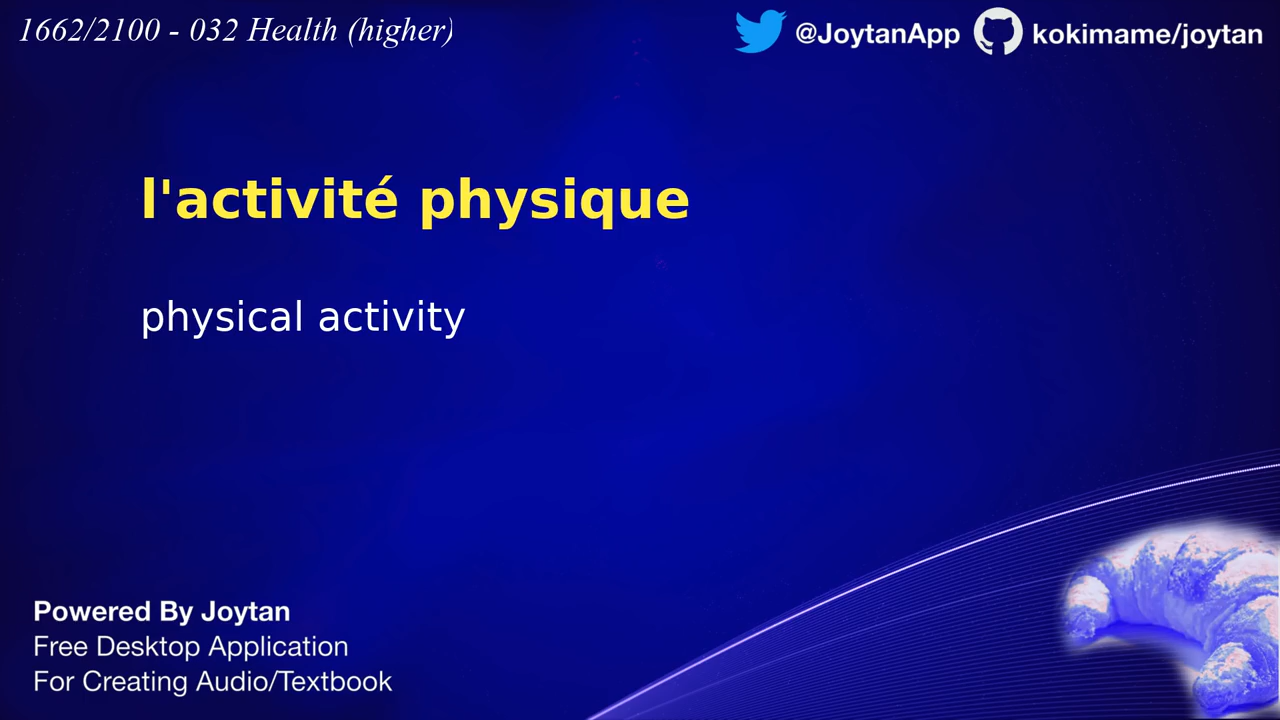 1662/2100 - 032 Health (higher)
@JoytanApp
kokimame/joytan
l'activité physique
physical activity
Powered By Joytan
Free Desktop Application
For Creating Audio/Textbook